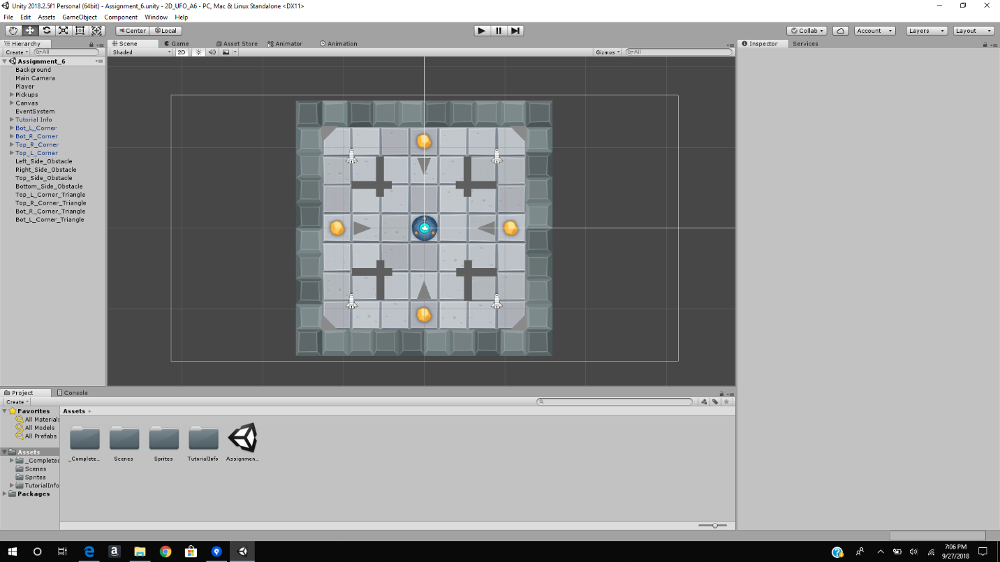 Unity 2018.2.5f1 Personal (64bit) - Assignment_6.unity - 2D_UFO_A6 - PC, Mac & Linux Standalone <DX11>
File Edit Assets GameObject Component Window Help
Center Local Collab Account Layers Layout
Hierarchy Scene Game Asset Store Animator Animation Inspector Services
Create All Shaded 2D Gizmos All
Assignment_6
Background
Main Camera
Player
Pickups
Canvas
EventSystem
Tutorial Info
Bot_L_Corner
Bot_R_Corner
Top_R_Corner
Top_L_Corner
Left_Side_Obstacle
Right_Side_Obstacle
Top_Side_Obstacle
Bottom_Side_Obstacle
Top_L_Corner_Triangle
Top_R_Corner_Triangle
Bot_R_Corner_Triangle
Bot_L_Corner_Triangle
Project Console
Create
Favorites Assets
All Materials
All Models
All Prefabs
Assets
_Completed
Scenes
Sprites
TutorialInfo
Packages
_Complete... Scenes Sprites TutorialInfo Assignmen...
7:06 PM
9/27/2018